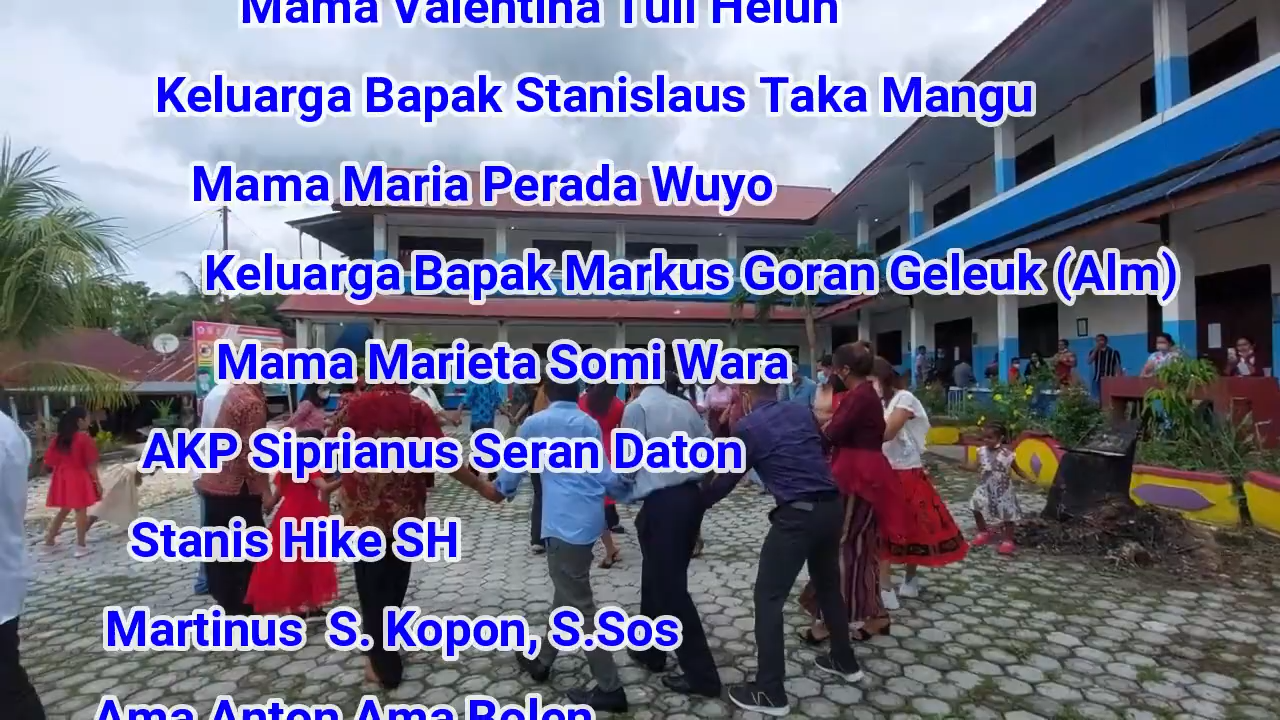 Mama Valentina Tuli Helun
Keluarga Bapak Stanislaus Taka Mangu
Mama Maria Perada Wuyo
Keluarga Bapak Markus Goran Geleuk (Alm)
Mama Marieta Somi Wara
AKP Siprianus Seran Daton
Stanis Hike SH
Martinus  S. Kopon, S.Sos
Ama Anton Ama Bolen